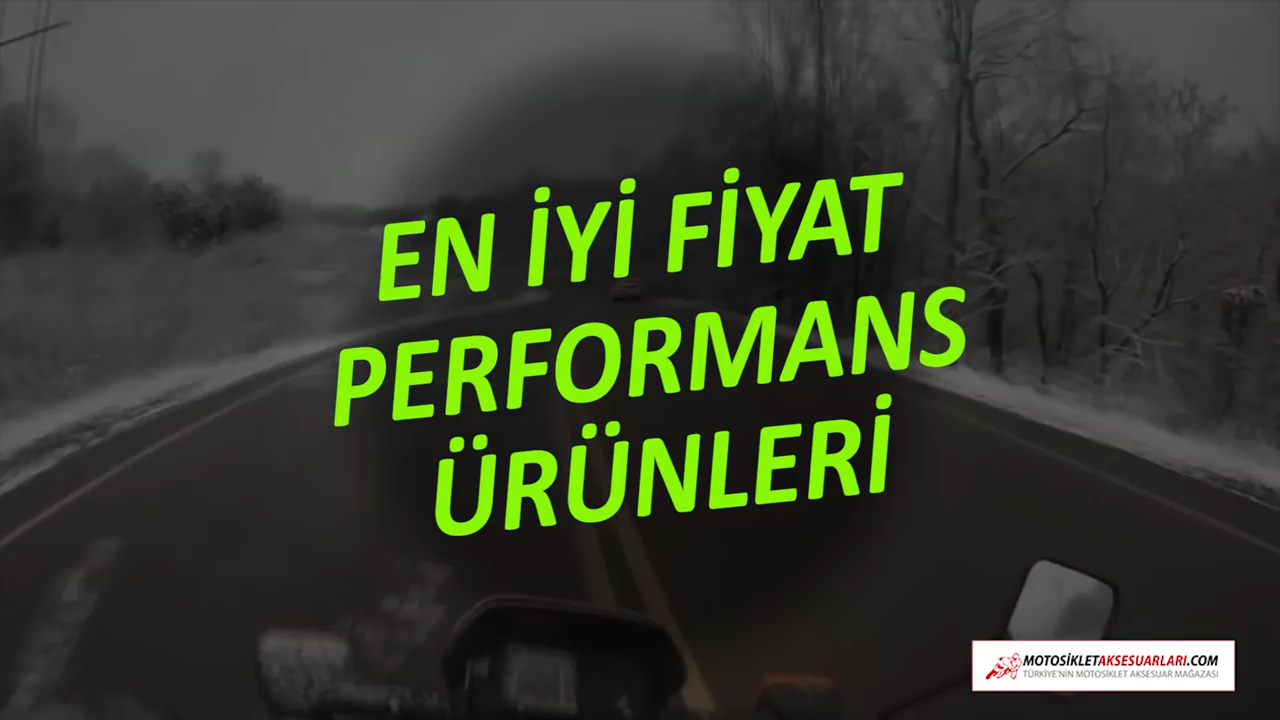 EN İYİ FİYAT
PERFORMANS
ÜRÜNLERİ
MOTOSİKLETAKSESUARLARI.COM
TÜRKİYE'NİN MOTOSİKLET AKSESUAR MAĞAZASI